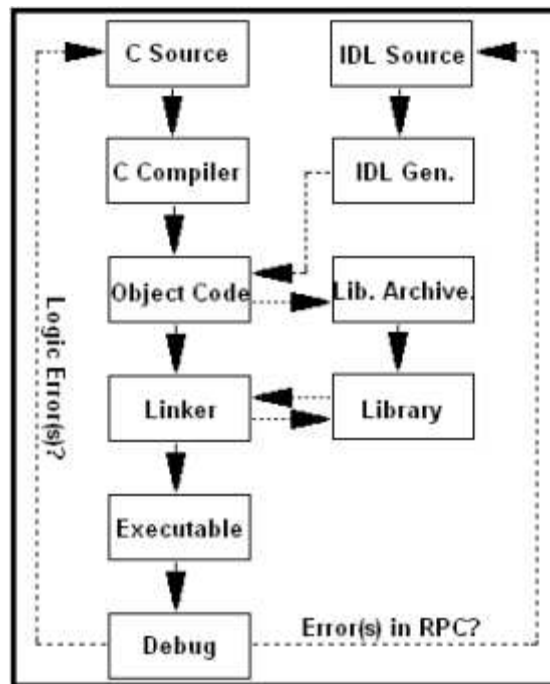 C Source
IDL Source
C Compiler
IDL Gen.
Object Code
Lib. Archive.
Linker
Library
Executable
Debug
Logic Error(s)?
Error(s) in RPC?